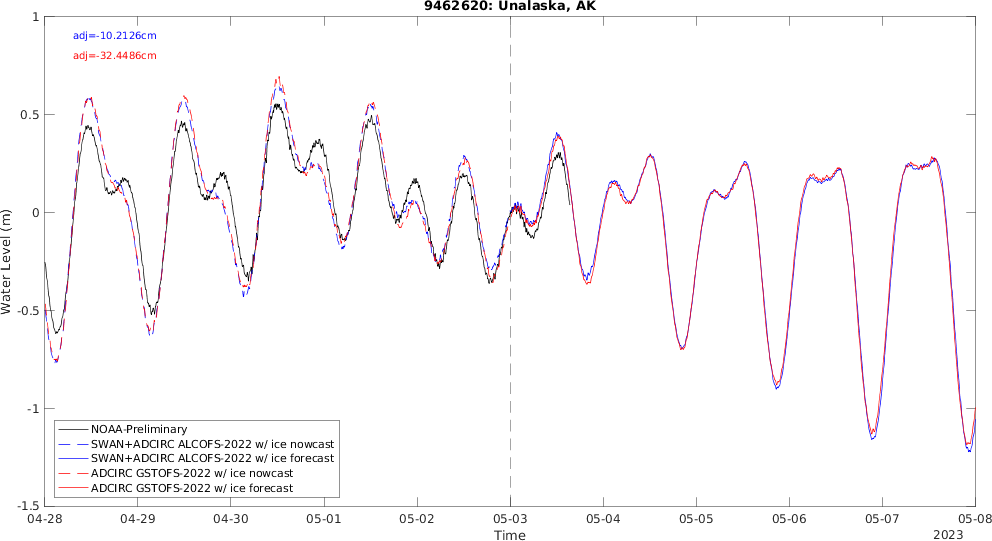 9462620: Unalaska, AK
adj=-10.2126cm
adj=-32.4486cm
1
0.5
0
-0.5
-1
-1.5
Water Level (m)
NOAA-Preliminary
SWAN+ADCIRC ALCOFS-2022 w/ ice nowcast
SWAN+ADCIRC ALCOFS-2022 w/ ice forecast
ADCIRC GSTOFS-2022 w/ ice nowcast
ADCIRC GSTOFS-2022 w/ ice forecast
04-28 04-29 04-30 05-01 05-02 05-03 05-04 05-05 05-06 05-07 05-08
Time
2023